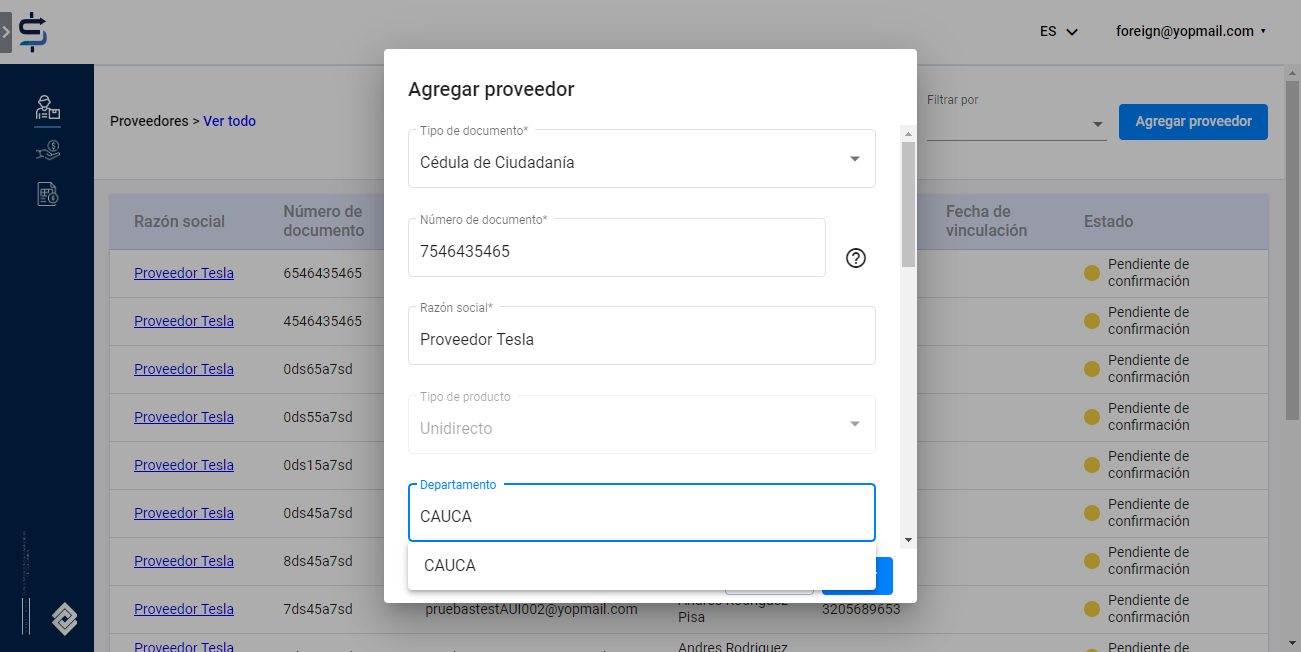 ES
foreign@yopmail.com
Agregar proveedor
Proveedores > Ver todo
Filtrar por
Agregar proveedor
Tipo de documento*
Cédula de Ciudadanía
Número de documento*
7546435465
Razón social*
Proveedor Tesla
Tipo de producto
Unidirecto
Departamento
CAUCA
CAUCA
Razón social
Número de
documento
Fecha de
vinculación
Estado
Proveedor Tesla
6546435465
Pendiente de
confirmación
Proveedor Tesla
4546435465
Pendiente de
confirmación
Proveedor Tesla
0ds65a7sd
Pendiente de
confirmación
Proveedor Tesla
0ds55a7sd
Pendiente de
confirmación
Proveedor Tesla
0ds15a7sd
Pendiente de
confirmación
Proveedor Tesla
0ds45a7sd
Pendiente de
confirmación
Proveedor Tesla
8ds45a7sd
Pendiente de
confirmación
Proveedor Tesla
7ds45a7sd
pruebastestAUI002@yopmail.com
Andres Rodriguez
Pisa
3205689653
Pendiente de
confirmación
Proveedor Tesla
Andres Rodriguez
Pendiente de